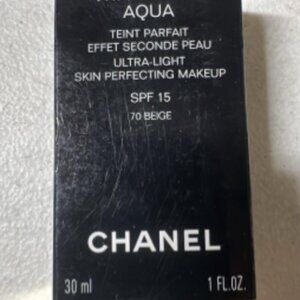 AQUA
TEINT PARFAIT
EFFET SECONDE PEAU
ULTRA-LIGHT
SKIN PERFECTING MAKEUP
SPF 15
70 BEIGE
CHANEL
30 ml 1 FL.OZ.